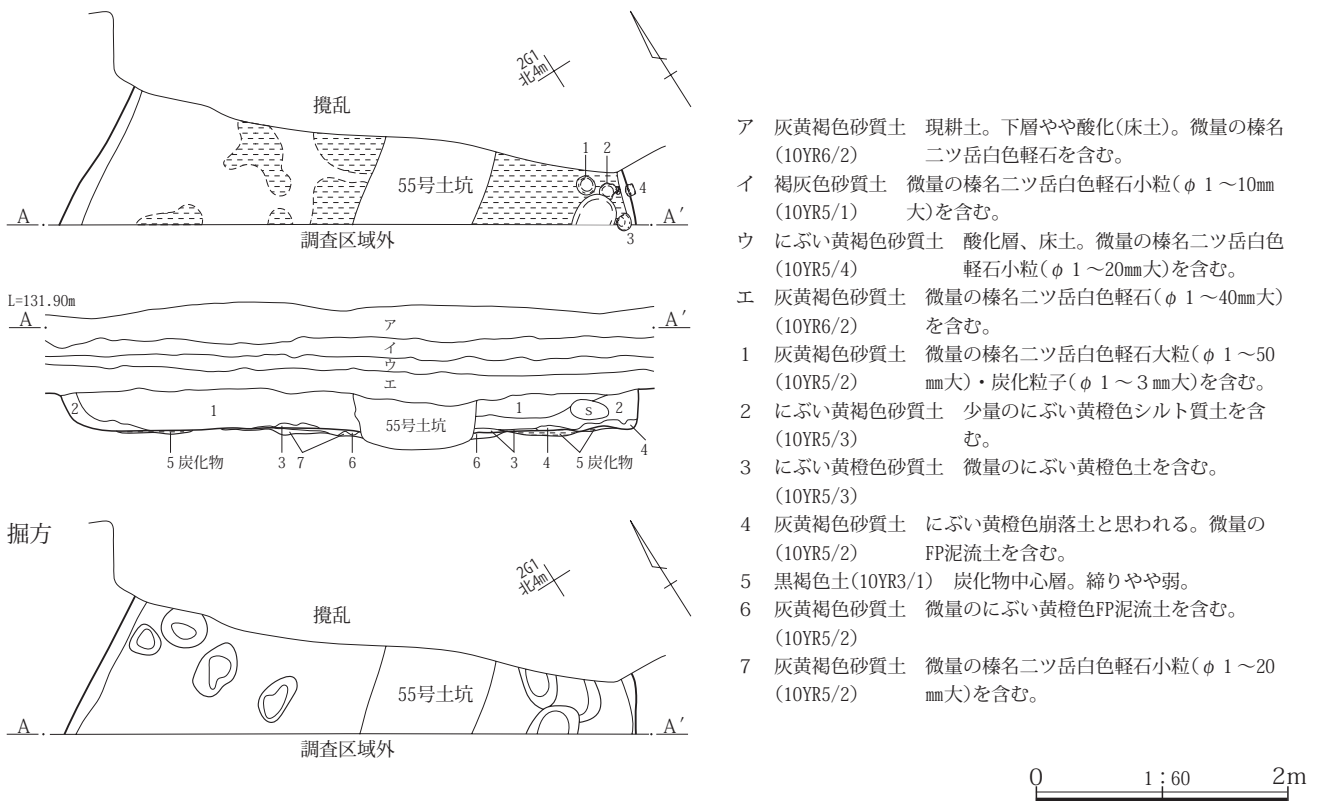 2G1
北4m
攪乱
1 2
55号土坑
4
A A′
調査区域外
3
L=131.90m
A A′
ア
イ
ウ
エ
2 1 55号土坑 1 S 2
5 炭化物 3 7 6 6 3 4 5 炭化物 4
掘方
2G1
北4m
攪乱
55号土坑
A A′
調査区域外
ア 灰黄褐色砂質土 現耕土。下層やや酸化(床土)。微量の榛名
(10YR6/2) 二ツ岳白色軽石を含む。
イ 褐灰色砂質土 微量の榛名二ツ岳白色軽石小粒(φ1～10㎜
(10YR5/1) 大)を含む。
ウ にぶい黄褐色砂質土 酸化層、床土。微量の榛名二ツ岳白色
(10YR5/4) 軽石小粒(φ1～20㎜大)を含む。
エ 灰黄褐色砂質土 微量の榛名二ツ岳白色軽石(φ1～40㎜大)
(10YR6/2) を含む。
1 灰黄褐色砂質土 微量の榛名二ツ岳白色軽石大粒(φ1～50
(10YR5/2) ㎜大)・炭化粒子(φ1～3㎜大)を含む。
2 にぶい黄褐色砂質土 少量のにぶい黄橙色シルト質土を含
(10YR5/3) む。
3 にぶい黄橙色砂質土 微量のにぶい黄橙色土を含む。
(10YR5/3)
4 灰黄褐色砂質土 にぶい黄橙色崩落土と思われる。微量の
(10YR5/2) FP泥流土を含む。
5 黒褐色土(10YR3/1) 炭化物中心層。締りやや弱。
6 灰黄褐色砂質土 微量のにぶい黄橙色FP泥流土を含む。
(10YR5/2)
7 灰黄褐色砂質土 微量の榛名二ツ岳白色軽石小粒(φ1～20
(10YR5/2) ㎜大)を含む。
0 1：60 2m